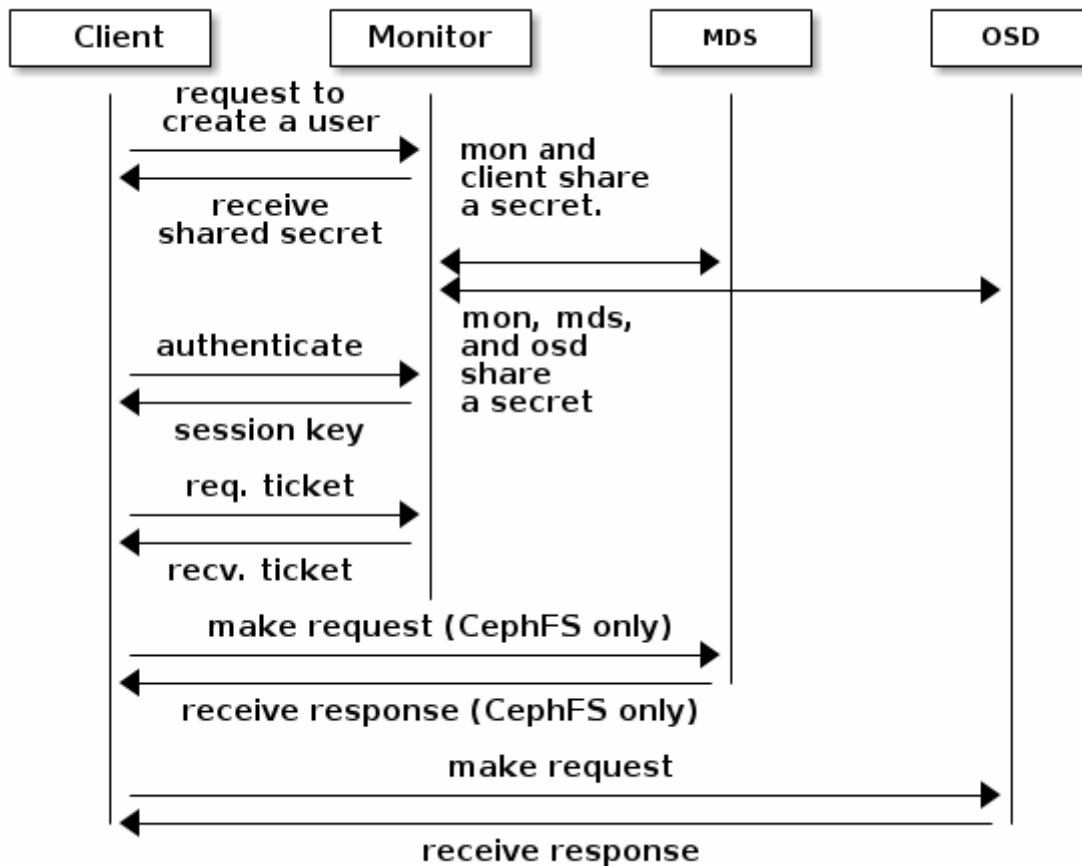 Client
Monitor
MDS
OSD
request to
create a user
mon and
client share
a secret.
receive
shared secret
mon, mds,
and osd
share
a secret
authenticate
session key
req. ticket
recv. ticket
make request (CephFS only)
receive response (CephFS only)
make request
receive response